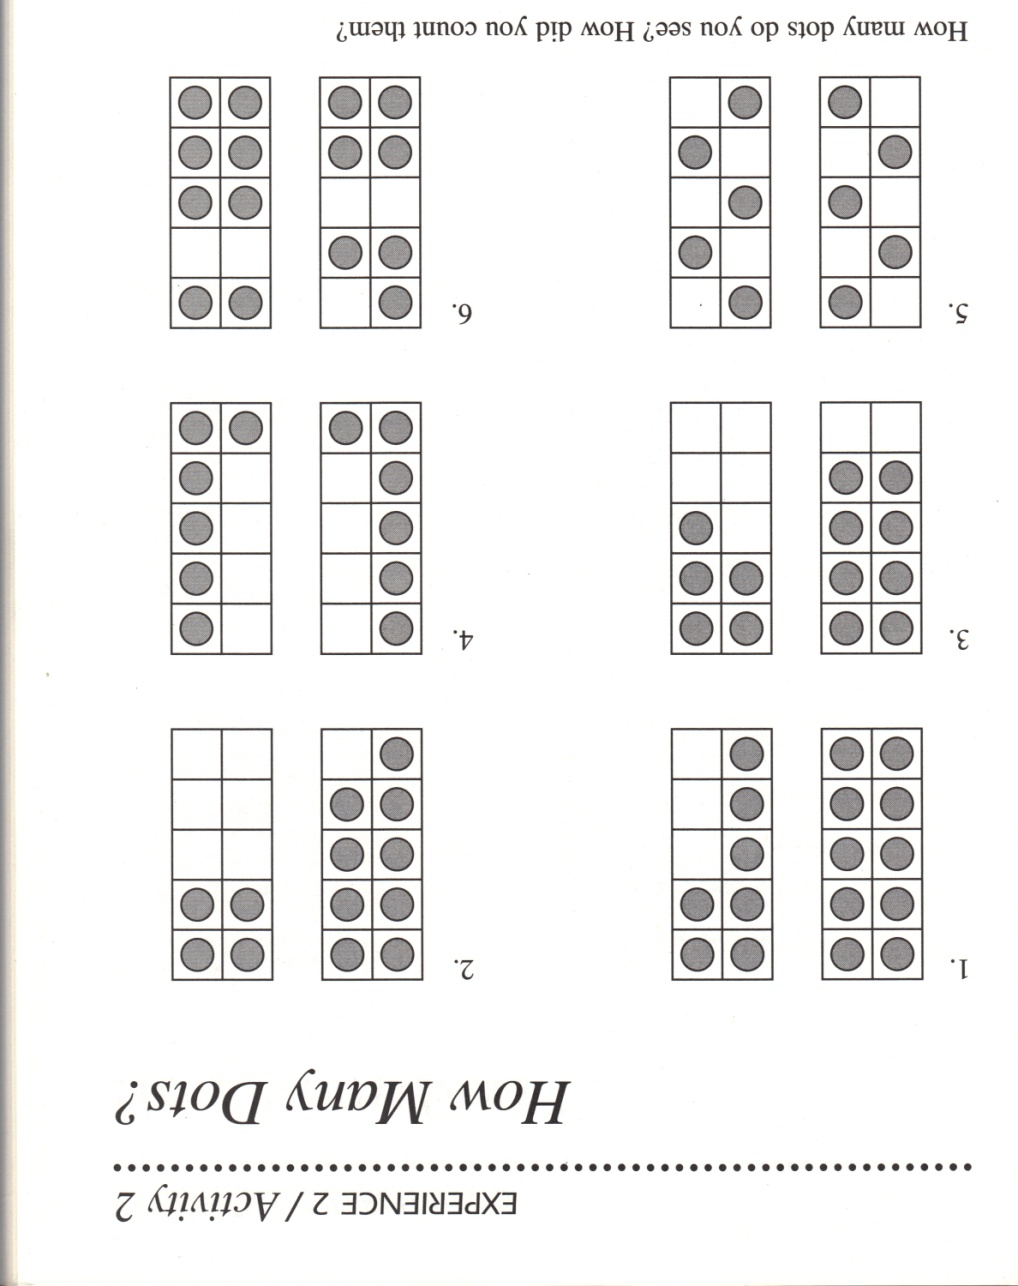 EXPERIENCE 2 / Activity 2
How Many Dots?
1.
2.
3.
4.
5.
6.
How many dots do you see? How did you count them?